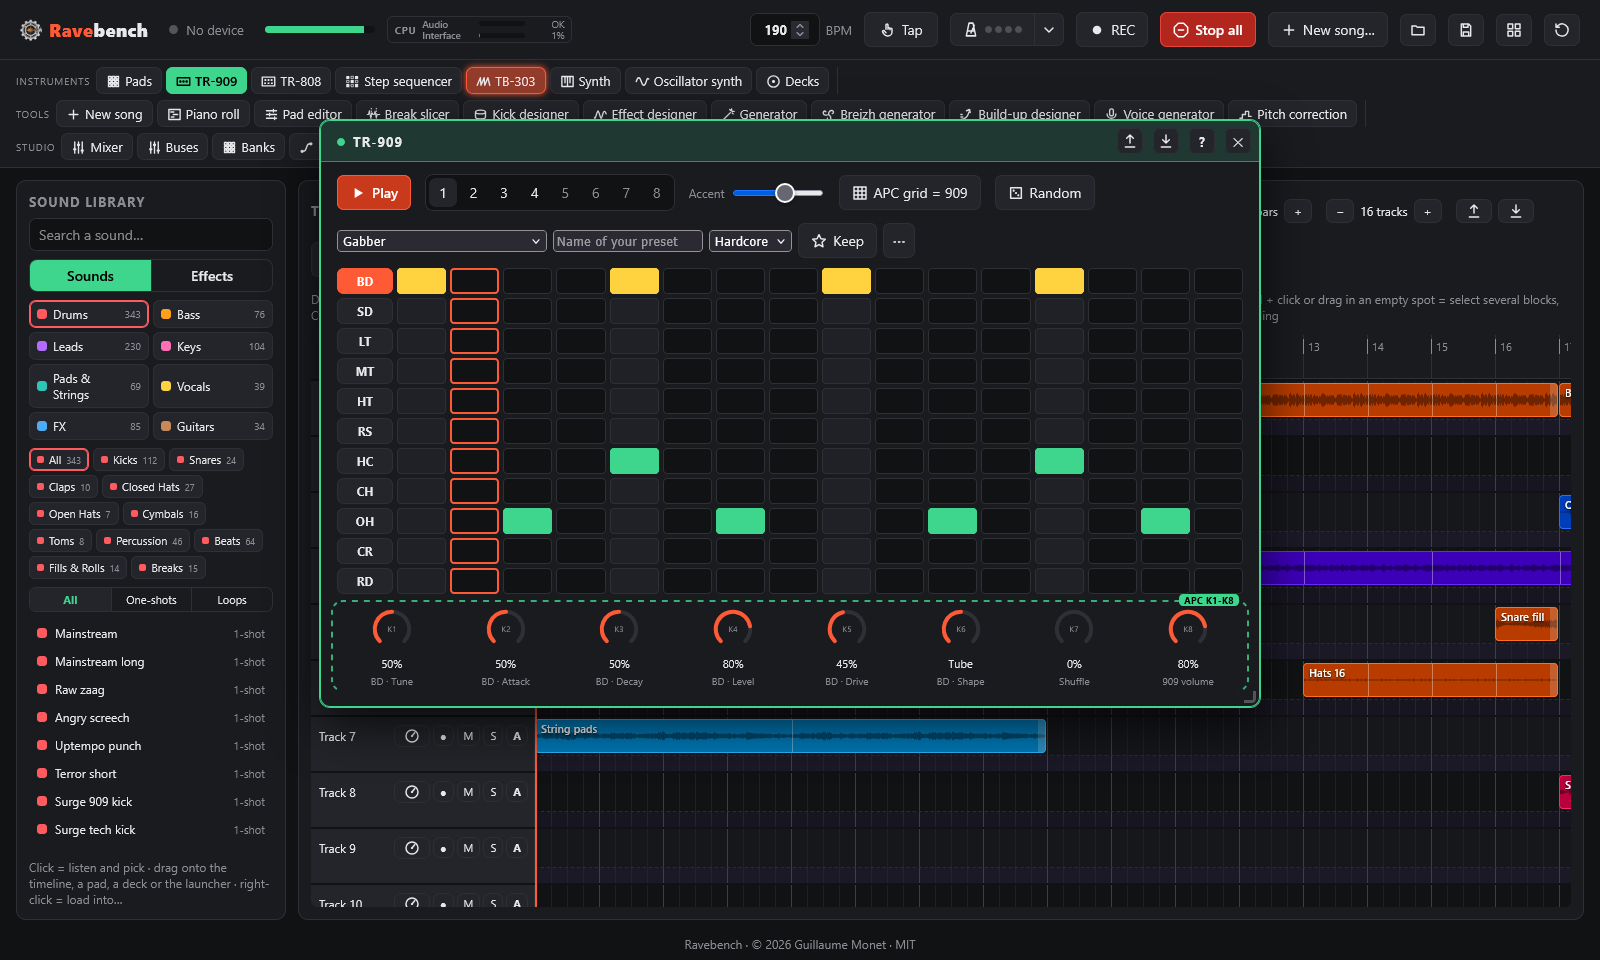 Ravebench
No device
CPU
Audio
Interface
OK
1%
190
BPM
Tap
REC
Stop all
New song...
INSTRUMENTS
Pads
TR-909
TR-808
Step sequencer
TB-303
Synth
Oscillator synth
Decks
TOOLS
New song
Piano roll
Pad editor
Break slicer
Kick designer
Effect designer
Generator
Breizh generator
Build-up designer
Voice generator
Pitch correction
STUDIO
Mixer
Buses
Banks
TR-909
?
Play
1 2 3 4 5 6 7 8
Accent
APC grid = 909
Random
Gabber
Name of your preset
Hardcore
Keep
BD
SD
LT
MT
HT
RS
HC
CH
OH
CR
RD
APC K1-K8
K1 K2 K3 K4 K5 K6 K7 K8
50% 50% 50% 80% 45% Tube 0% 80%
BD · Tune BD · Attack BD · Decay BD · Level BD · Drive BD · Shape Shuffle 909 volume
SOUND LIBRARY
Search a sound...
Sounds Effects
Drums 343
Bass 76
Leads 230
Keys 104
Pads & Strings 69
Vocals 39
FX 85
Guitars 34
All 343
Kicks 112
Snares 24
Claps 10
Closed Hats 27
Open Hats 7
Cymbals 16
Toms 8
Percussion 46
Beats 64
Fills & Rolls 14
Breaks 15
All One-shots Loops
Mainstream 1-shot
Mainstream long 1-shot
Raw zaag 1-shot
Angry screech 1-shot
Uptempo punch 1-shot
Terror short 1-shot
Surge 909 kick 1-shot
Surge tech kick 1-shot
Click = listen and pick · drag onto the
timeline, a pad, a deck or the launcher · right-
click = load into...
16 tracks
+ click or drag in an empty spot = select several blocks,
13 14 15 16
Snare fill
Hats 16
String pads
Track 7 M S A
Track 8 M S A
Track 9 M S A
Track 10 M S A
Ravebench · © 2026 Guillaume Monet · MIT